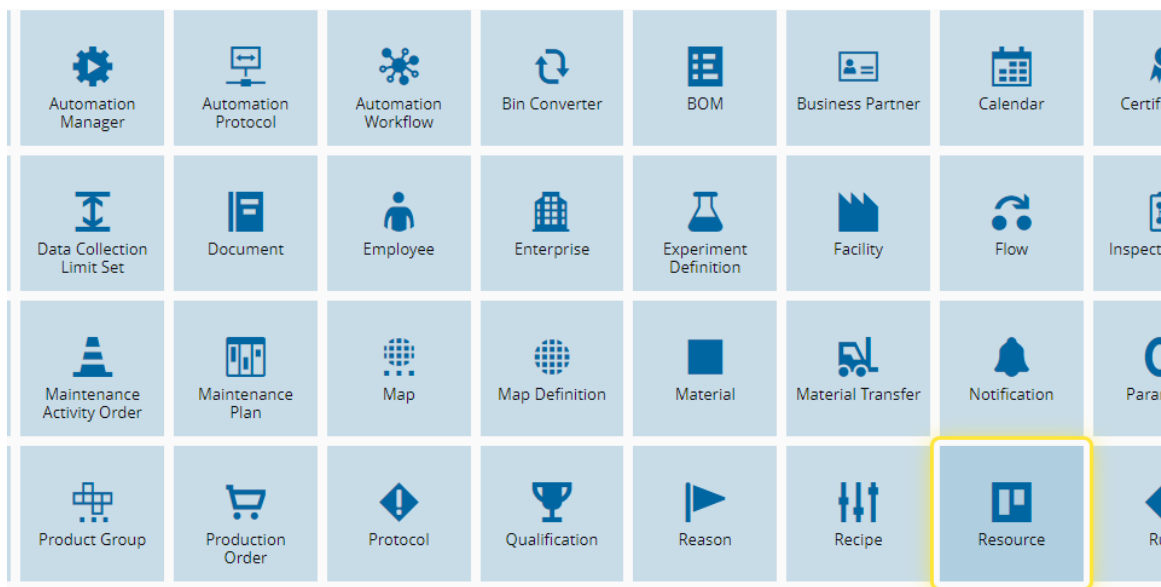 Automation
Manager
Automation
Protocol
Automation
Workflow
Bin Converter
BOM
Business Partner
Calendar
Data Collection
Limit Set
Document
Employee
Enterprise
Experiment
Definition
Facility
Flow
Maintenance
Activity Order
Maintenance
Plan
Map
Map Definition
Material
Material Transfer
Notification
Product Group
Production
Order
Protocol
Qualification
Reason
Recipe
Resource